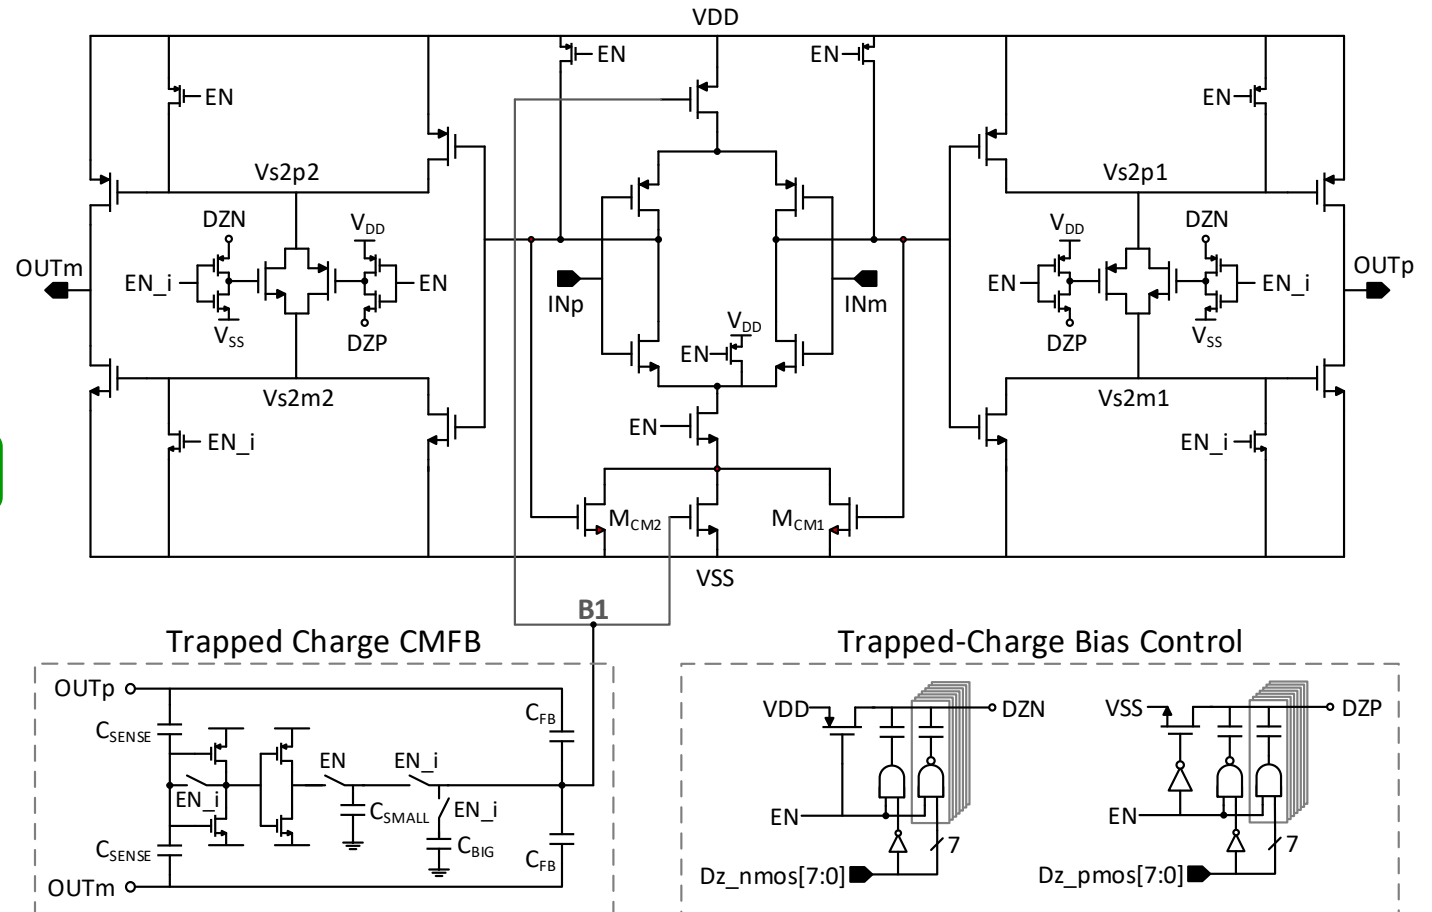 VDD
EN
EN
EN
EN
Vs2p2
Vs2p1
DZN
VDD
VDD
DZN
OUTm
EN_i
EN
INp
INm
EN
EN_i
OUTp
VSS
DZP
VDD
EN
DZP
VSS
Vs2m2
Vs2m1
EN_i
EN
EN_i
MCM2
MCM1
VSS
B1
Trapped Charge CMFB
OUTp
CSENSE
EN
EN_i
CFB
EN_i
CSMALL
EN_i
CSENSE
CBIG
CFB
OUTm
Trapped-Charge Bias Control
VDD
DZN
EN
7
Dz_nmos[7:0]
VSS
DZP
EN
7
Dz_pmos[7:0]